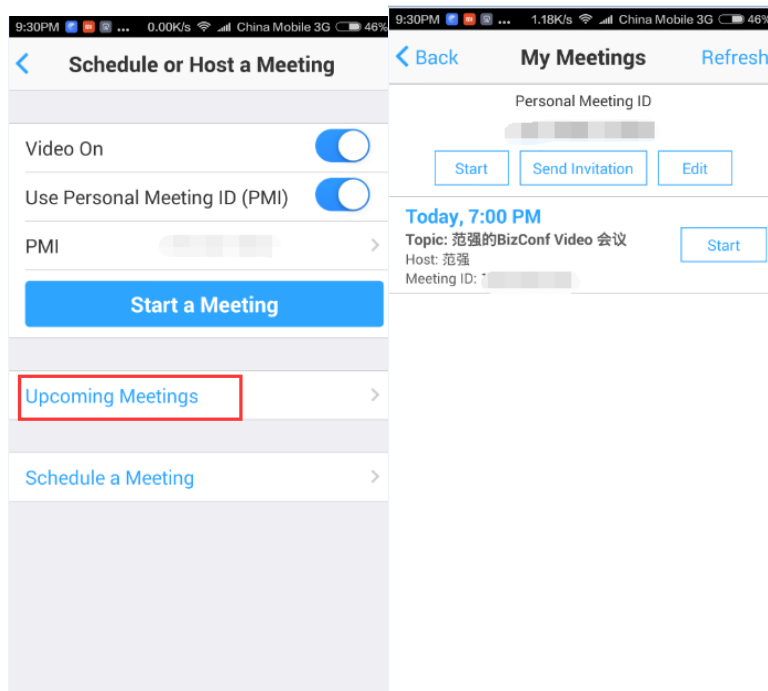 9:30PM ... 0.00K/s China Mobile 3G 46%
Schedule or Host a Meeting
Video On
Use Personal Meeting ID (PMI)
PMI
Start a Meeting
Upcoming Meetings
Schedule a Meeting
9:30PM ... 1.18K/s China Mobile 3G 46%
Back My Meetings Refresh
Personal Meeting ID
Start Send Invitation Edit
Today, 7:00 PM
Topic: 范强的BizConf Video 会议
Start
Host: 范强
Meeting ID: